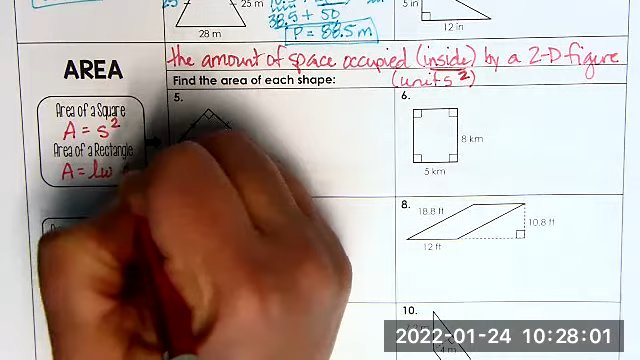 25 m
38.5 + 50
28 m
P = 88.5 m
5 in
12 in
AREA
the amount of space occupied (inside) by a 2-D figure
(units²)
Find the area of each shape:
Area of a Square
A = s²
Area of a Rectangle
A = lw
5.
6.
8 km
5 km
8.
18.8 ft
10.8 ft
12 ft
10.
4 m
2022-01-24 10:28:01